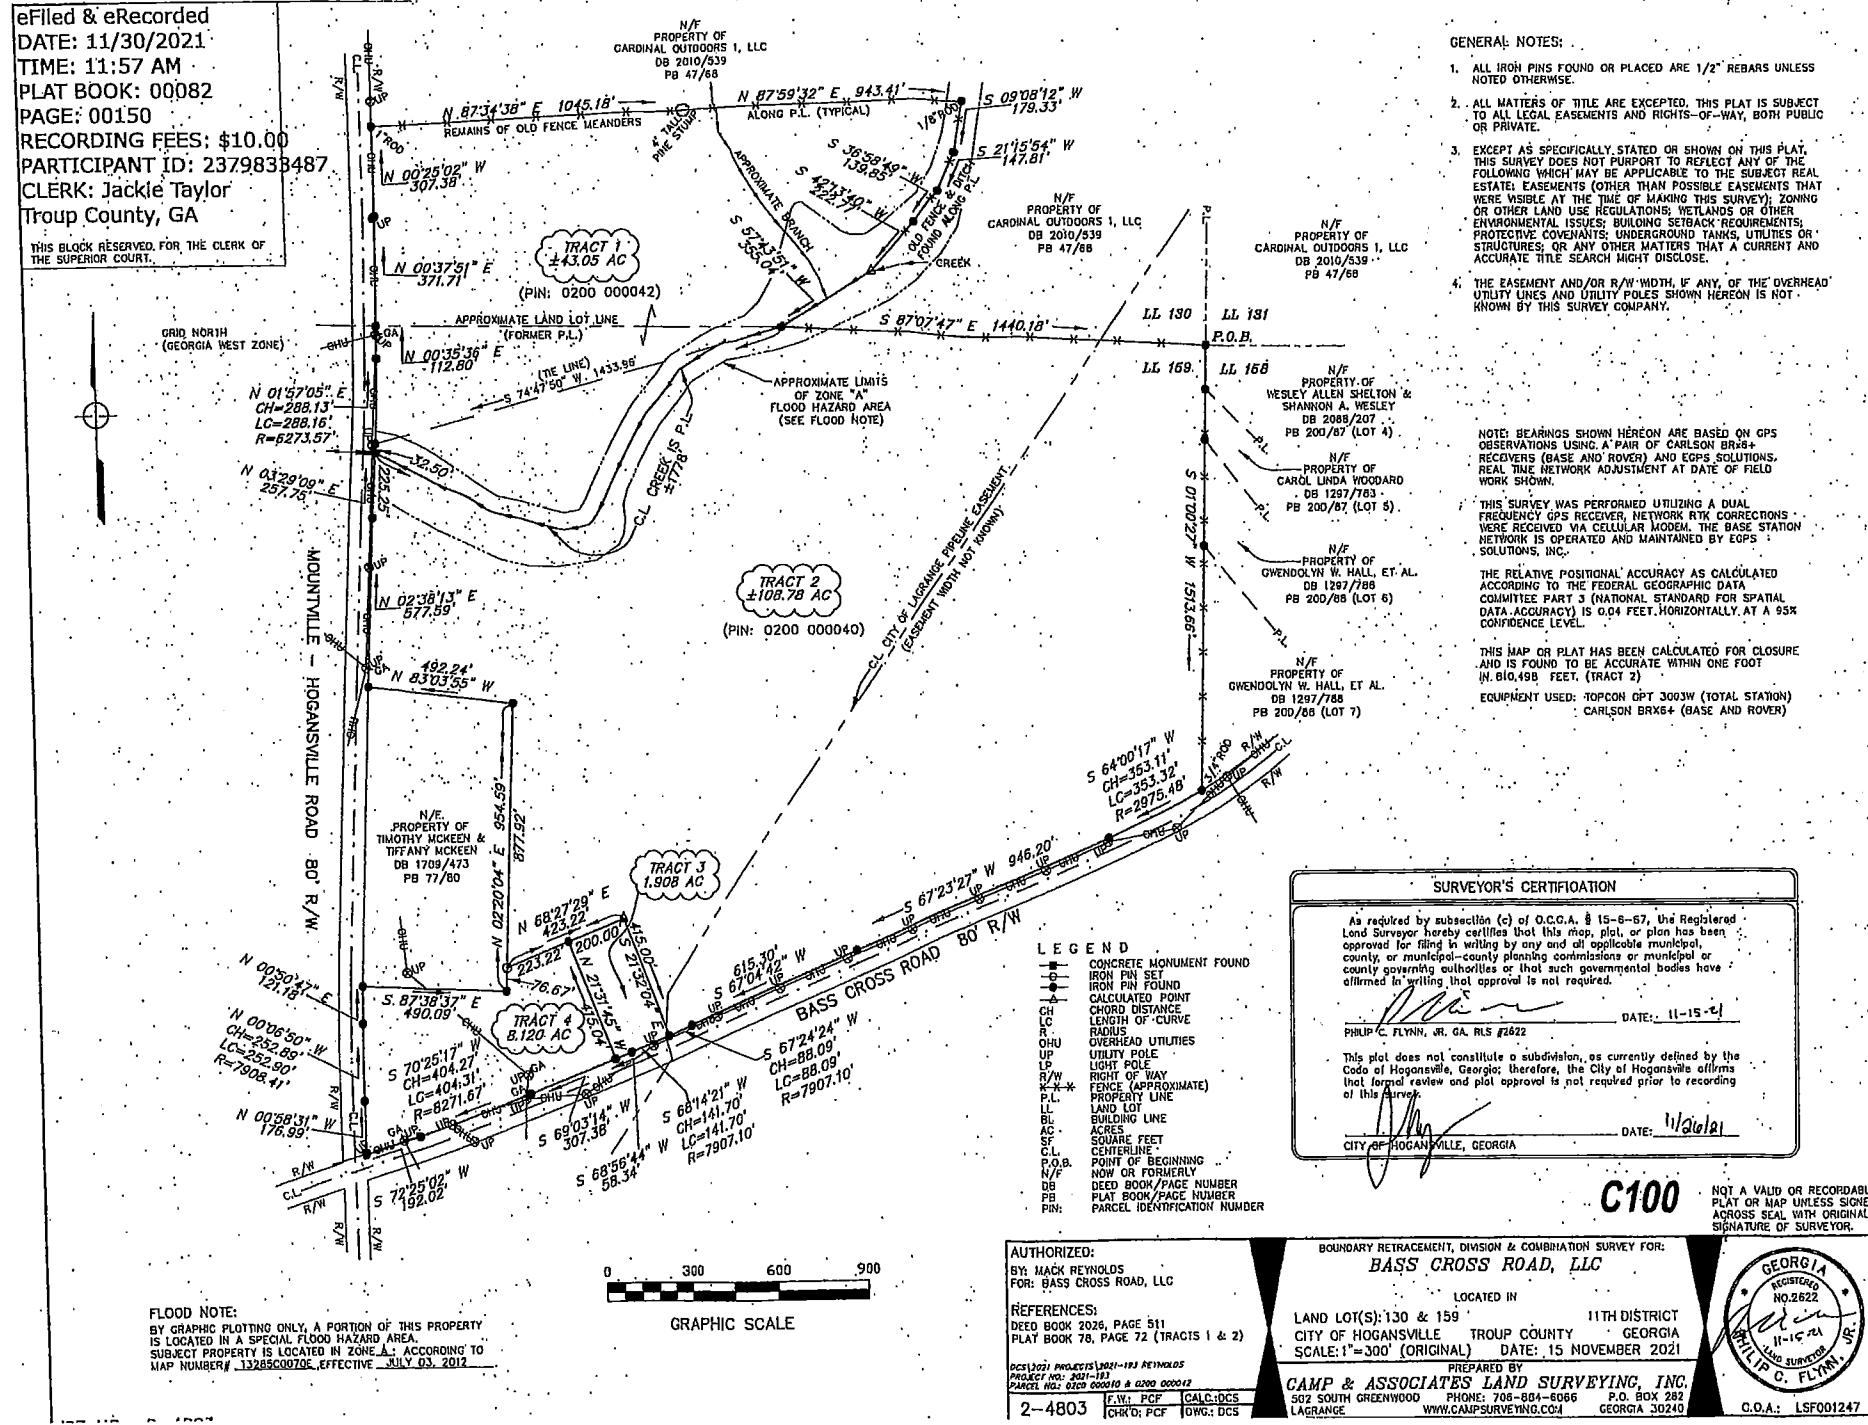 eFiled & eRecorded
DATE: 11/30/2021
TIME: 11:57 AM
PLAT BOOK: 00082
PAGE: 00150
RECORDING FEES: $10.00
PARTICIPANT ID: 2379833487
CLERK: Jackie Taylor
Troup County, GA
THIS BLOCK RESERVED FOR THE CLERK OF
THE SUPERIOR COURT.
N/F
PROPERTY OF
CARDINAL OUTDOORS 1, LLC
DB 2010/539
PB 47/68
N 87°34'38" E 1045.18'
REMAINS OF OLD FENCE MEANDERS
1" ROD
4' TALL
PINE STUMP
N 87°59'32" E 943.41'
ALONG P.L. (TYPICAL)
1/8" ROD
S 09°08'12" W
179.33'
S 21°15'54" W
147.81'
S 36°58'49" W
139.85'
S 42°13'40" W
222.77'
S 57°43'51" W
355.04'
APPROXIMATE BRANCH
OLD FENCE & DITCH
FOUND ALONG P.L.
CREEK
N 00°25'02" W
307.38'
N 00°37'51" E
371.71'
TRACT 1
±43.05 AC
(PIN: 0200 000042)
APPROXIMATE LAND LOT LINE
(FORMER P.L.)
N/F
PROPERTY OF
CARDINAL OUTDOORS 1, LLC
DB 2010/539
PB 47/68
N/F
PROPERTY OF
CARDINAL OUTDOORS 1, LLC
DB 2010/539
PB 47/68
S 87°07'47" E 1440.18'
LL 130
LL 131
P.O.B.
LL 159
LL 158
GRID NORTH
(GEORGIA WEST ZONE)
N 00°35'36" E
112.80'
(TIE LINE)
S 74°47'50" W 1433.98'
N 01°57'05" E
CH=288.13'
LC=288.16'
R=6273.57'
N 03°29'09" E
257.75'
32.50'
225.25'
APPROXIMATE LIMITS
OF ZONE "A"
FLOOD HAZARD AREA
(SEE FLOOD NOTE)
C.L. CREEK IS P.L.
±1778'
N/F
PROPERTY OF
WESLEY ALLEN SHELTON &
SHANNON A. WESLEY
DB 2088/207
PB 20D/87 (LOT 4)
N/F
PROPERTY OF
CAROL LINDA WOODARD
DB 1297/783
PB 20D/87 (LOT 5)
N/F
PROPERTY OF
GWENDOLYN W. HALL, ET AL.
DB 1297/788
PB 20D/88 (LOT 6)
N/F
PROPERTY OF
GWENDOLYN W. HALL, ET AL.
DB 1297/788
PB 20D/88 (LOT 7)
S 01°00'27" W 1513.66'
C.L. CITY OF LAGRANGE PIPELINE EASEMENT
(EASEMENT WIDTH NOT KNOWN)
TRACT 2
±108.78 AC
(PIN: 0200 000040)
N 02°38'13" E
577.59'
492.24'
N 83°03'55" W
MOUNTVILLE - HOGANSVILLE ROAD 80' R/W
N/F
PROPERTY OF
TIMOTHY MCKEEN &
TIFFANY MCKEEN
DB 1709/473
PB 77/80
N 02°20'04" E 954.59'
877.92'
TRACT 3
1.908 AC
N 68°27'29" E
423.22'
200.00'
223.22'
76.67'
415.00'
S 21°32'04" E
N 21°31'45" W
415.04'
TRACT 4
8.120 AC
S 87°38'37" E
490.09'
N 00°50'47" E
121.18'
N 00°06'50" W
CH=252.89'
LC=252.90'
R=7908.41'
N 00°58'31" W
176.99'
S 70°25'17" W
CH=404.27'
LC=404.31'
R=8271.67'
S 72°25'02" W
192.02'
S 69°03'14" W
307.38'
S 68°56'44" W
58.34'
S 68°14'21" W
CH=141.70'
LC=141.70'
R=7907.10'
S 67°24'24" W
CH=88.09'
LC=88.09'
R=7907.10'
615.30'
S 67°04'42" W
BASS CROSS ROAD 80' R/W
S 67°23'27" W 946.20'
S 64°00'17" W
CH=353.11'
LC=353.32'
R=2975.48'
3/4" ROD
GENERAL NOTES:
1. ALL IRON PINS FOUND OR PLACED ARE 1/2" REBARS UNLESS
NOTED OTHERWISE.
2. ALL MATTERS OF TITLE ARE EXCEPTED. THIS PLAT IS SUBJECT
TO ALL LEGAL EASEMENTS AND RIGHTS-OF-WAY, BOTH PUBLIC
OR PRIVATE.
3. EXCEPT AS SPECIFICALLY STATED OR SHOWN ON THIS PLAT,
THIS SURVEY DOES NOT PURPORT TO REFLECT ANY OF THE
FOLLOWING WHICH MAY BE APPLICABLE TO THE SUBJECT REAL
ESTATE: EASEMENTS (OTHER THAN POSSIBLE EASEMENTS THAT
WERE VISIBLE AT THE TIME OF MAKING THIS SURVEY); ZONING
OR OTHER LAND USE REGULATIONS; WETLANDS OR OTHER
ENVIRONMENTAL ISSUES; BUILDING SETBACK REQUIREMENTS;
PROTECTIVE COVENANTS; UNDERGROUND TANKS, UTILITIES OR
STRUCTURES; OR ANY OTHER MATTERS THAT A CURRENT AND
ACCURATE TITLE SEARCH MIGHT DISCLOSE.
4. THE EASEMENT AND/OR R/W WIDTH, IF ANY, OF THE OVERHEAD
UTILITY LINES AND UTILITY POLES SHOWN HEREON IS NOT
KNOWN BY THIS SURVEY COMPANY.
NOTE: BEARINGS SHOWN HEREON ARE BASED ON GPS
OBSERVATIONS USING A PAIR OF CARLSON BRX6+
RECEIVERS (BASE AND ROVER) AND EGPS SOLUTIONS.
REAL TIME NETWORK ADJUSTMENT AT DATE OF FIELD
WORK SHOWN.
THIS SURVEY WAS PERFORMED UTILIZING A DUAL
FREQUENCY GPS RECEIVER, NETWORK RTK CORRECTIONS
WERE RECEIVED VIA CELLULAR MODEM. THE BASE STATION
NETWORK IS OPERATED AND MAINTAINED BY EGPS
SOLUTIONS, INC.
THE RELATIVE POSITIONAL ACCURACY AS CALCULATED
ACCORDING TO THE FEDERAL GEOGRAPHIC DATA
COMMITTEE PART 3 (NATIONAL STANDARD FOR SPATIAL
DATA ACCURACY) IS 0.04 FEET HORIZONTALLY AT A 95%
CONFIDENCE LEVEL.
THIS MAP OR PLAT HAS BEEN CALCULATED FOR CLOSURE
AND IS FOUND TO BE ACCURATE WITHIN ONE FOOT
IN 610,498 FEET. (TRACT 2)
EQUIPMENT USED: TOPCON GPT 3003W (TOTAL STATION)
CARLSON BRX6+ (BASE AND ROVER)
LEGEND
CONCRETE MONUMENT FOUND
IRON PIN SET
IRON PIN FOUND
CALCULATED POINT
CH CHORD DISTANCE
LC LENGTH OF CURVE
R RADIUS
OHU OVERHEAD UTILITIES
UP UTILITY POLE
LP LIGHT POLE
R/W RIGHT OF WAY
X-X-X FENCE (APPROXIMATE)
P.L. PROPERTY LINE
LL LAND LOT
BL BUILDING LINE
AC ACRES
SF SQUARE FEET
C.L. CENTERLINE
P.O.B. POINT OF BEGINNING
N/F NOW OR FORMERLY
DB DEED BOOK/PAGE NUMBER
PB PLAT BOOK/PAGE NUMBER
PIN: PARCEL IDENTIFICATION NUMBER
SURVEYOR'S CERTIFICATION
As required by subsection (c) of O.C.G.A. § 15-6-67, the Registered
Land Surveyor hereby certifies that this map, plat, or plan has been
approved for filing in writing by any and all applicable municipal,
county, or municipal-county planning commissions or municipal or
county governing authorities or that such governmental bodies have
affirmed in writing that approval is not required.
DATE: 11-15-21
PHILIP C. FLYNN, JR. GA. RLS #2622
This plat does not constitute a subdivision, as currently defined by the
Code of Hogansville, Georgia; therefore, the City of Hogansville affirms
that formal review and plat approval is not required prior to recording
of this survey.
DATE: 11/26/21
CITY OF HOGANSVILLE, GEORGIA
C100
NOT A VALID OR RECORDABL
PLAT OR MAP UNLESS SIGNE
ACROSS SEAL WITH ORIGINAL
SIGNATURE OF SURVEYOR.
0 300 600 900
GRAPHIC SCALE
FLOOD NOTE:
BY GRAPHIC PLOTTING ONLY, A PORTION OF THIS PROPERTY
IS LOCATED IN A SPECIAL FLOOD HAZARD AREA.
SUBJECT PROPERTY IS LOCATED IN ZONE A; ACCORDING TO
MAP NUMBER# 13285C0070E, EFFECTIVE JULY 03, 2012
AUTHORIZED:
BY: MACK REYNOLDS
FOR: BASS CROSS ROAD, LLC
REFERENCES:
DEED BOOK 2026, PAGE 511
PLAT BOOK 78, PAGE 72 (TRACTS 1 & 2)
DCS\2021 PROJECTS\2021-193 REYNOLDS
PROJECT NO.: 2021-193
PARCEL NO.: 0200 000040 & 0200 000042
2-4803
F.W.: PCF CALC.: DCS
CHK'D: PCF DWG.: DCS
BOUNDARY RETRACEMENT, DIVISION & COMBINATION SURVEY FOR:
BASS CROSS ROAD, LLC
LOCATED IN
LAND LOT(S): 130 & 159 11TH DISTRICT
CITY OF HOGANSVILLE TROUP COUNTY GEORGIA
SCALE: 1"=300' (ORIGINAL) DATE: 15 NOVEMBER 2021
PREPARED BY
CAMP & ASSOCIATES LAND SURVEYING, INC.
502 SOUTH GREENWOOD PHONE: 706-884-6066 P.O. BOX 282
LAGRANGE WWW.CAMPSURVEYING.COM GEORGIA 30240
GEORGIA
REGISTERED
NO.2622
11-15-21
LAND SURVEYOR
PHILIP C. FLYNN, JR.
C.O.A.: LSF001247